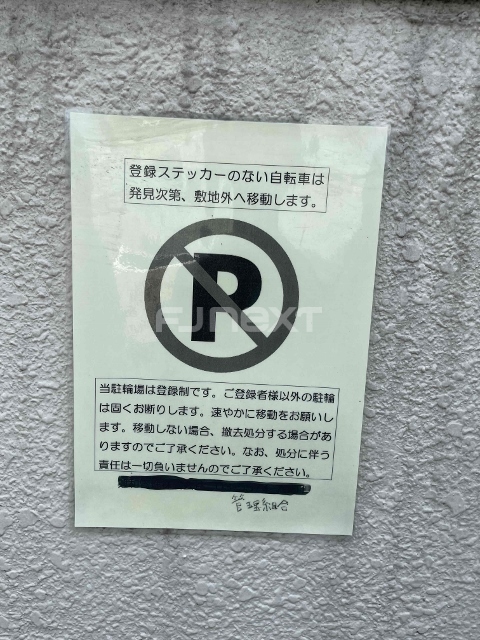 登録ステッカーのない自転車は
発見次第、敷地外へ移動します。
P
FJNEXT
当駐輪場は登録制です。ご登録者様以外の駐輪
は固くお断りします。速やかに移動をお願いし
ます。移動しない場合、撤去処分する場合があ
りますのでご了承ください。なお、処分に伴う
責任は一切負いませんのでご了承ください。
管理組合